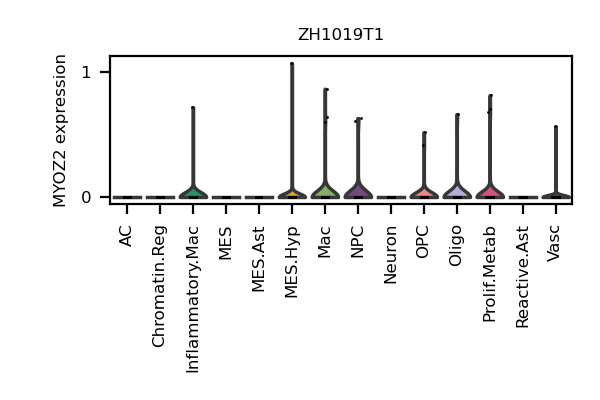 ZH1019T1
MYOZ2 expression
1
0
AC
Chromatin.Reg
Inflammatory.Mac
MES
MES.Ast
MES.Hyp
Mac
NPC
Neuron
OPC
Oligo
Prolif.Metab
Reactive.Ast
Vasc